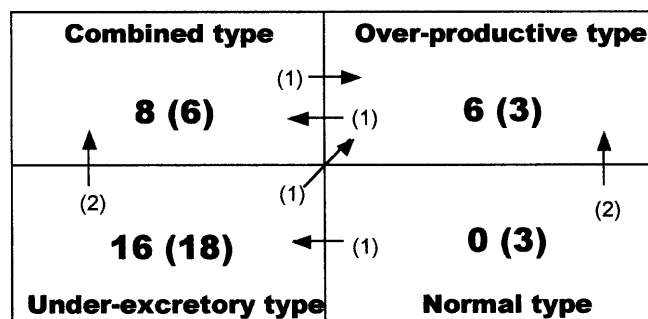 Combined type
Over-productive type
(1)
8 (6)
(1)
6 (3)
(2)
(1)
(2)
16 (18)
(1)
0 (3)
Under-excretory type
Normal type